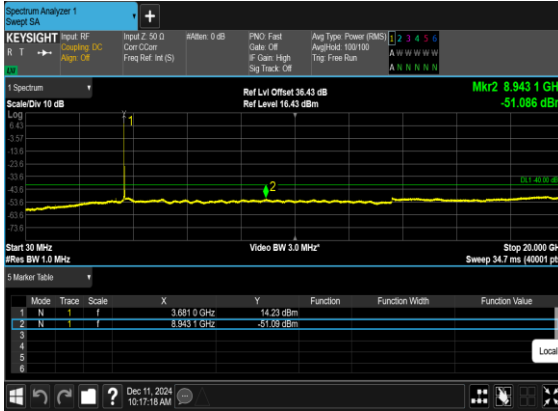 Spectrum Analyzer 1
Swept SA
+
KEYSIGHT Input: RF Input Z: 50 Ω #Atten: 0 dB PNO: Fast Avg Type: Power (RMS) 1 2 3 4 5 6
R T Coupling: DC Corr CCorr Gate: Off Avg|Hold: 100/100 A W W W W W
Align: Off Freq Ref: Int (S) IF Gain: High Trig: Free Run
Sig Track: Off A N N N N N
1 Spectrum Ref Lvl Offset 36.43 dB Mkr2 8.943 1 GH
Scale/Div 10 dB Ref Level 16.43 dBm -51.086 dBr
Log
6.43
-3.57
-13.6
-23.6
-33.6
-43.6
-53.6
-63.6
-73.6
1
2
DL1 -40.00 dB
Start 30 MHz Video BW 3.0 MHz* Stop 20.000 GH
#Res BW 1.0 MHz Sweep 34.7 ms (40001 pt
5 Marker Table
Mode Trace Scale X Y Function Function Width Function Value
1 N 1 f 3.681 0 GHz 14.23 dBm
2 N 1 f 8.943 1 GHz -51.09 dBm
3
4
5
6
Local
? Dec 11, 2024
10:17:18 AM